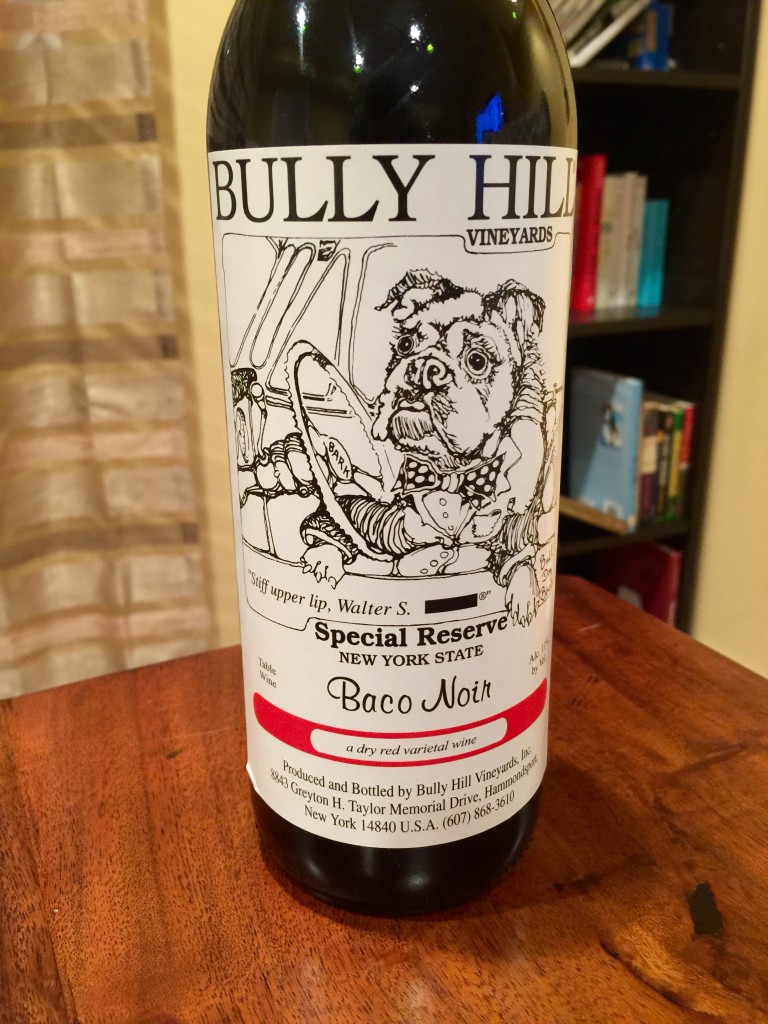 BULLY HILL
VINEYARDS
BARK
"Stiff upper lip, Walter S. ®"
Special Reserve
NEW YORK STATE
Table
Wine
Alc.
by
Baco Noir
a dry red varietal wine
Produced and Bottled by Bully Hill Vineyards, Inc.
8843 Greyton H. Taylor Memorial Drive, Hammondsport,
New York 14840 U.S.A. (607) 868-3610